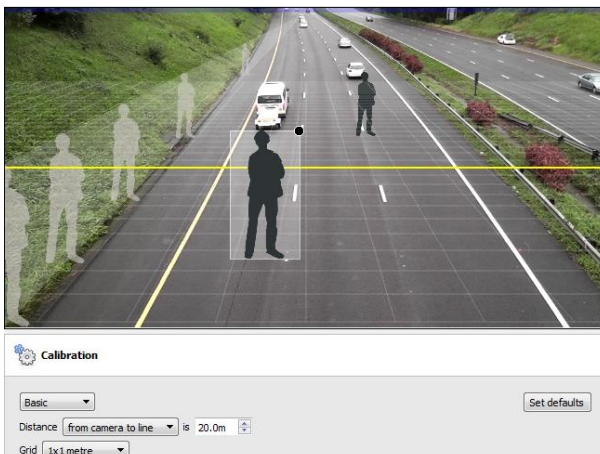 Calibration
Basic
Set defaults
Distance from camera to line is 20.0m
Grid 1x1 metre